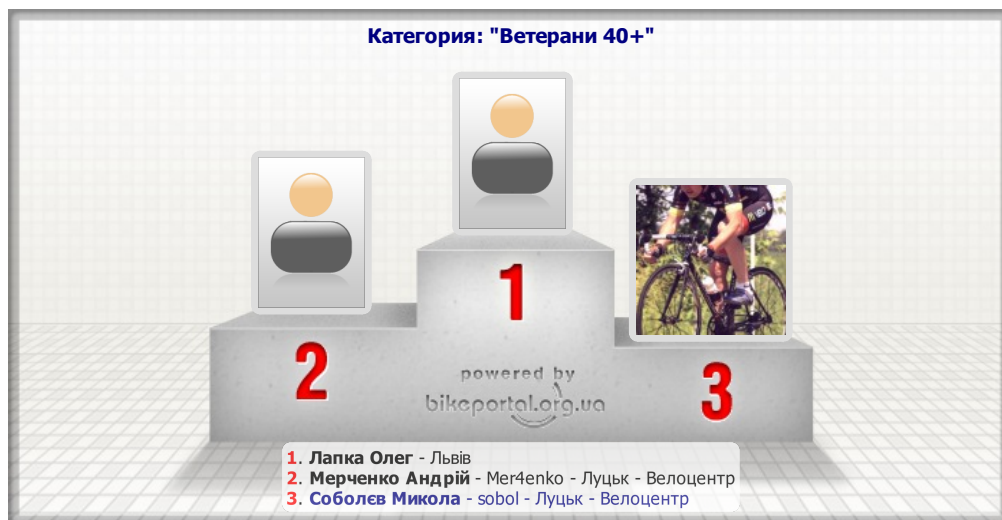 Категория: "Ветерани 40+"
1
2
3
powered by
bikeportal.org.ua
1. Лапка Олег - Львів
2. Мерченко Андрій - Mer4enko - Луцьк - Велоцентр
3. Соболєв Микола - sobol - Луцьк - Велоцентр